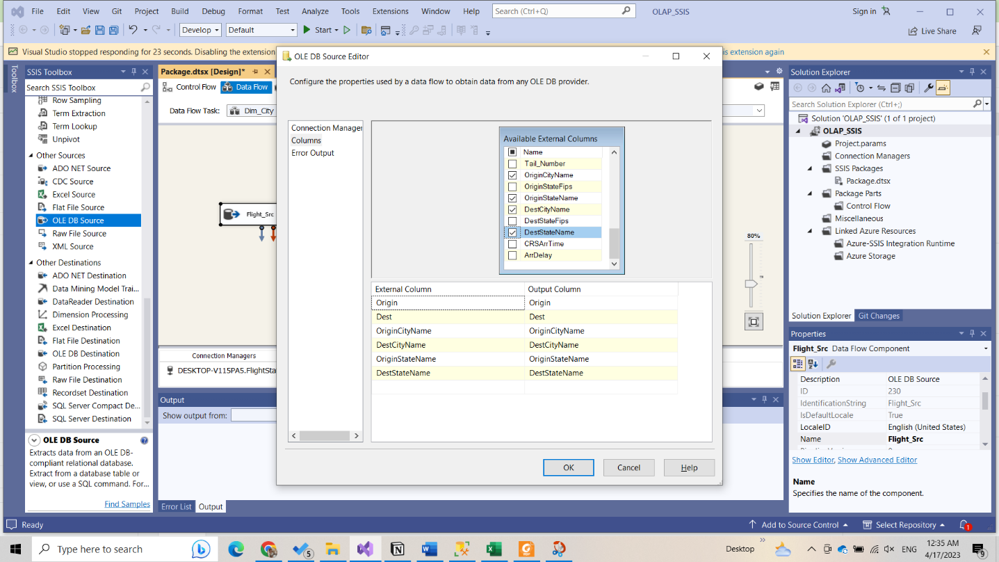 File Edit View Git Project Build Debug Format Test Analyze Tools Extensions Window Help Search (Ctrl+Q) OLAP_SSIS Sign in
Develop Default Start Live Share
Visual Studio stopped responding for 23 seconds. Disabling the extension
is extension again
Toolbox
SSIS Toolbox
Search SSIS Toolbox
Row Sampling
Term Extraction
Term Lookup
Unpivot
Other Sources
ADO NET Source
CDC Source
Excel Source
Flat File Source
OLE DB Source
Raw File Source
XML Source
Other Destinations
ADO NET Destination
Data Mining Model Trai...
DataReader Destination
Dimension Processing
Excel Destination
Flat File Destination
OLE DB Destination
Partition Processing
Raw File Destination
Recordset Destination
SQL Server Compact De...
SQL Server Destination
OLE DB Source
Extracts data from an OLE DB-
compliant relational database.
Extract from a database table or
view, or use a SQL command. For...
Find Samples
Package.dtsx [Design]*
Control Flow Data Flow
Data Flow Task: Dim_City
Flight_Src
80%
Connection Managers
DESKTOP-V115PA5.FlightSta
Output
Show output from:
Error List Output
OLE DB Source Editor
Configure the properties used by a data flow to obtain data from any OLE DB provider.
Connection Manager
Columns
Error Output
Available External Columns
Name
Tail_Number
OriginCityName
OriginStateFips
OriginStateName
DestCityName
DestStateFips
DestStateName
CRSArrTime
ArrDelay
External Column Output Column
Origin Origin
Dest Dest
OriginCityName OriginCityName
DestCityName DestCityName
OriginStateName OriginStateName
DestStateName DestStateName
OK Cancel Help
Solution Explorer
Search Solution Explorer (Ctrl+;)
Solution 'OLAP_SSIS' (1 of 1 project)
OLAP_SSIS
Project.params
Connection Managers
SSIS Packages
Package.dtsx
Package Parts
Control Flow
Miscellaneous
Linked Azure Resources
Azure-SSIS Integration Runtime
Azure Storage
Solution Explorer Git Changes
Properties
Flight_Src Data Flow Component
Description OLE DB Source
ID 230
IdentificationString Flight_Src
IsDefaultLocale True
LocaleID English (United States)
Name Flight_Src
Show Editor, Show Advanced Editor
Name
Specifies the name of the component.
Ready Add to Source Control Select Repository 1
Type here to search 5 Desktop ENG 12:35 AM
4/17/2023 9